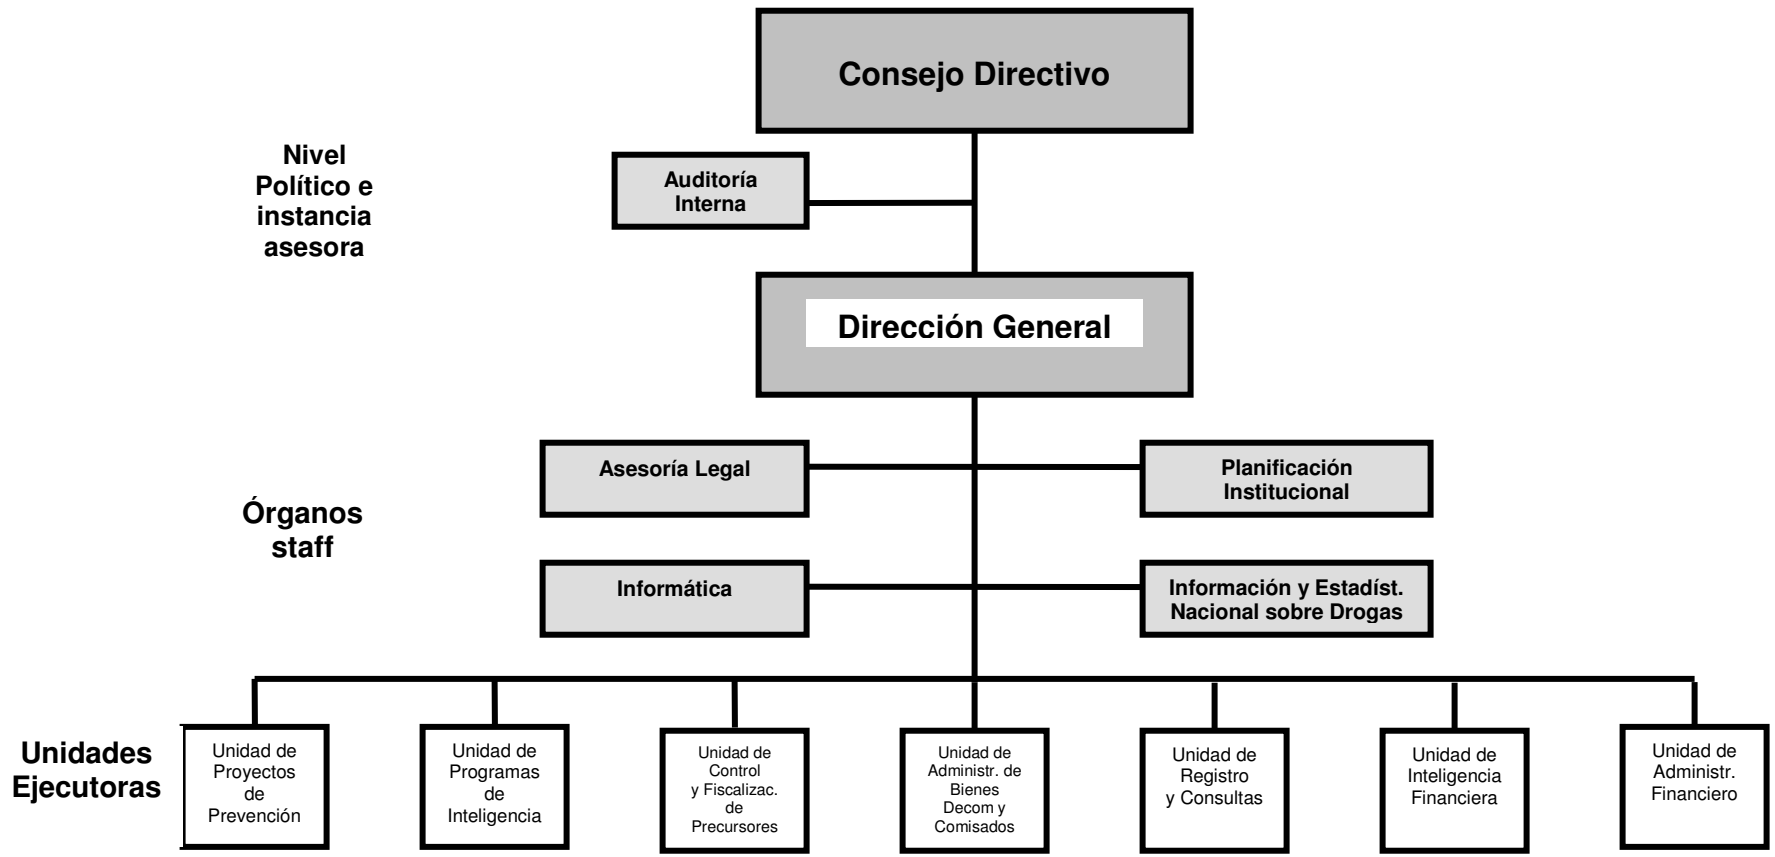 Consejo Directivo
Nivel
Político e
instancia
asesora
Auditoría
Interna
Dirección General
Asesoría Legal
Planificación
Institucional
Órganos
staff
Informática
Información y Estadíst.
Nacional sobre Drogas
Unidades
Ejecutoras
Unidad de
Proyectos
de
Prevención
Unidad de
Programas
de
Inteligencia
Unidad de
Control
y Fiscalizac.
de
Precursores
Unidad de
Administr. de
Bienes
Decom y
Comisados
Unidad de
Registro
y Consultas
Unidad de
Inteligencia
Financiera
Unidad de
Administr.
Financiero